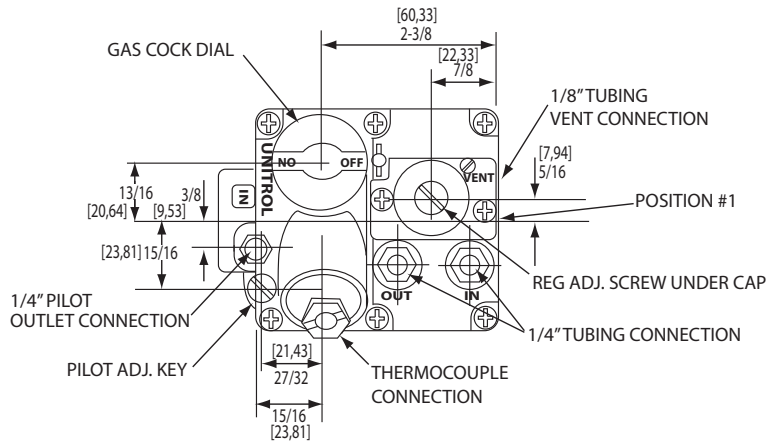 [60,33]
2-3/8
GAS COCK DIAL
[22,33]
7/8
1/8" TUBING
VENT CONNECTION
UNITROL
NO
OFF
VENT
[7,94]
5/16
13/16
[20,64]
3/8
[9,53]
IN
POSITION #1
[23,81] 15/16
REG ADJ. SCREW UNDER CAP
1/4" PILOT
OUTLET CONNECTION
OUT
IN
1/4" TUBING CONNECTION
PILOT ADJ. KEY
[21,43]
27/32
THERMOCOUPLE
CONNECTION
15/16
[23,81]